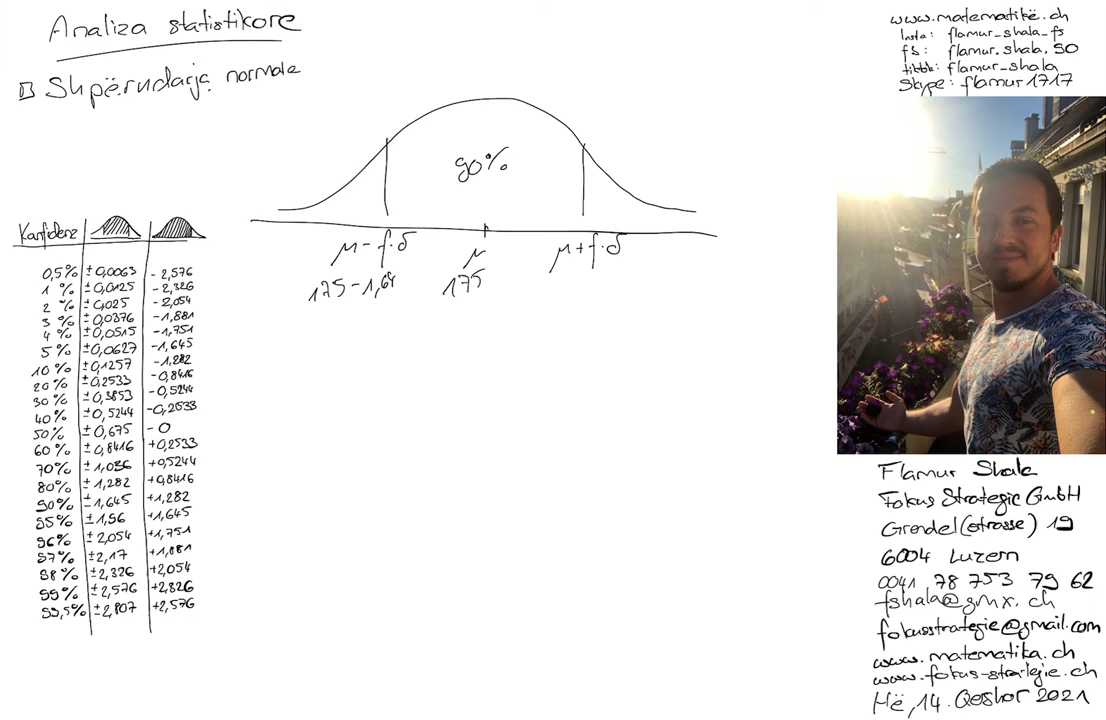 Analiza statistikore
Shpërndarja normale
90%
μ - f·δ
μ
μ + f·δ
175 - 1,64
175
Konfidenz
0,5% ±0,0063 -2,576
1% ±0,0125 -2,326
2% ±0,025 -2,054
3% ±0,0376 -1,881
4% ±0,0515 -1,751
5% ±0,0627 -1,645
10% ±0,1257 -1,282
20% ±0,2533 -0,8416
30% ±0,3853 -0,5244
40% ±0,5244 -0,2533
50% ±0,675 -0
60% ±0,8416 +0,2533
70% ±1,036 +0,5244
80% ±1,282 +0,8416
90% ±1,645 +1,282
95% ±1,96 +1,645
96% ±2,054 +1,751
97% ±2,17 +1,881
98% ±2,326 +2,054
99% ±2,576 +2,326
99,5% ±2,807 +2,576
www.matematikë.ch
Insta: flamur_shala_fs
fs: flamur.shala.90
tiktok: flamur_shala
Skype: flamur1717
Flamur Shala
Fokus Strategie GmbH
Grendel(strasse) 19
6004 Luzern
0041 78 753 79 62
fshala@gmx.ch
fokusstrategie@gmail.com
www.matematika.ch
www.fokus-strategie.ch
Hë, 14. Qershor 2021